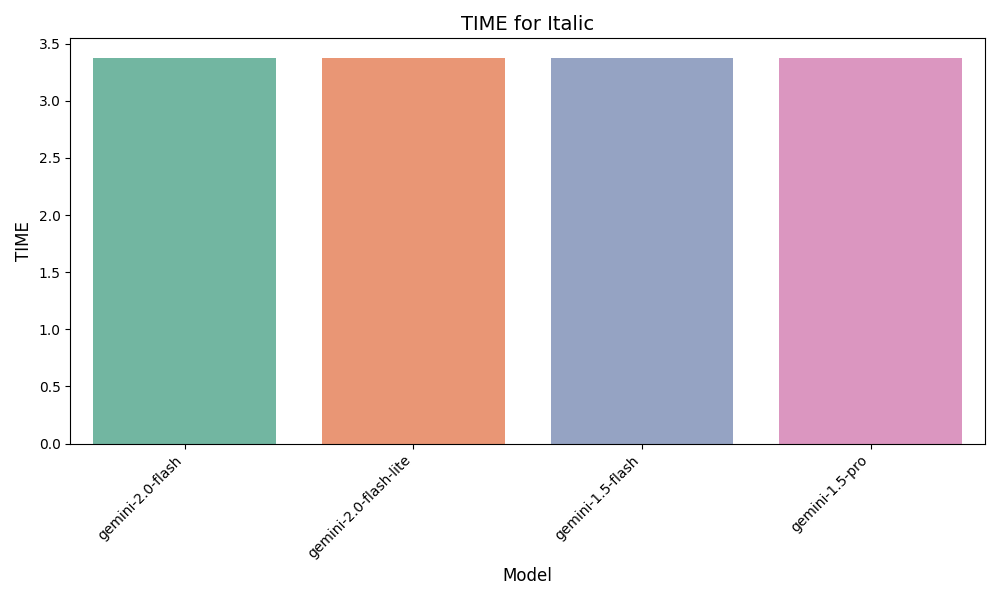 TIME for Italic
3.5
3.0
2.5
2.0
1.5
1.0
0.5
0.0
TIME
gemini-2.0-flash
gemini-2.0-flash-lite
gemini-1.5-flash
gemini-1.5-pro
Model